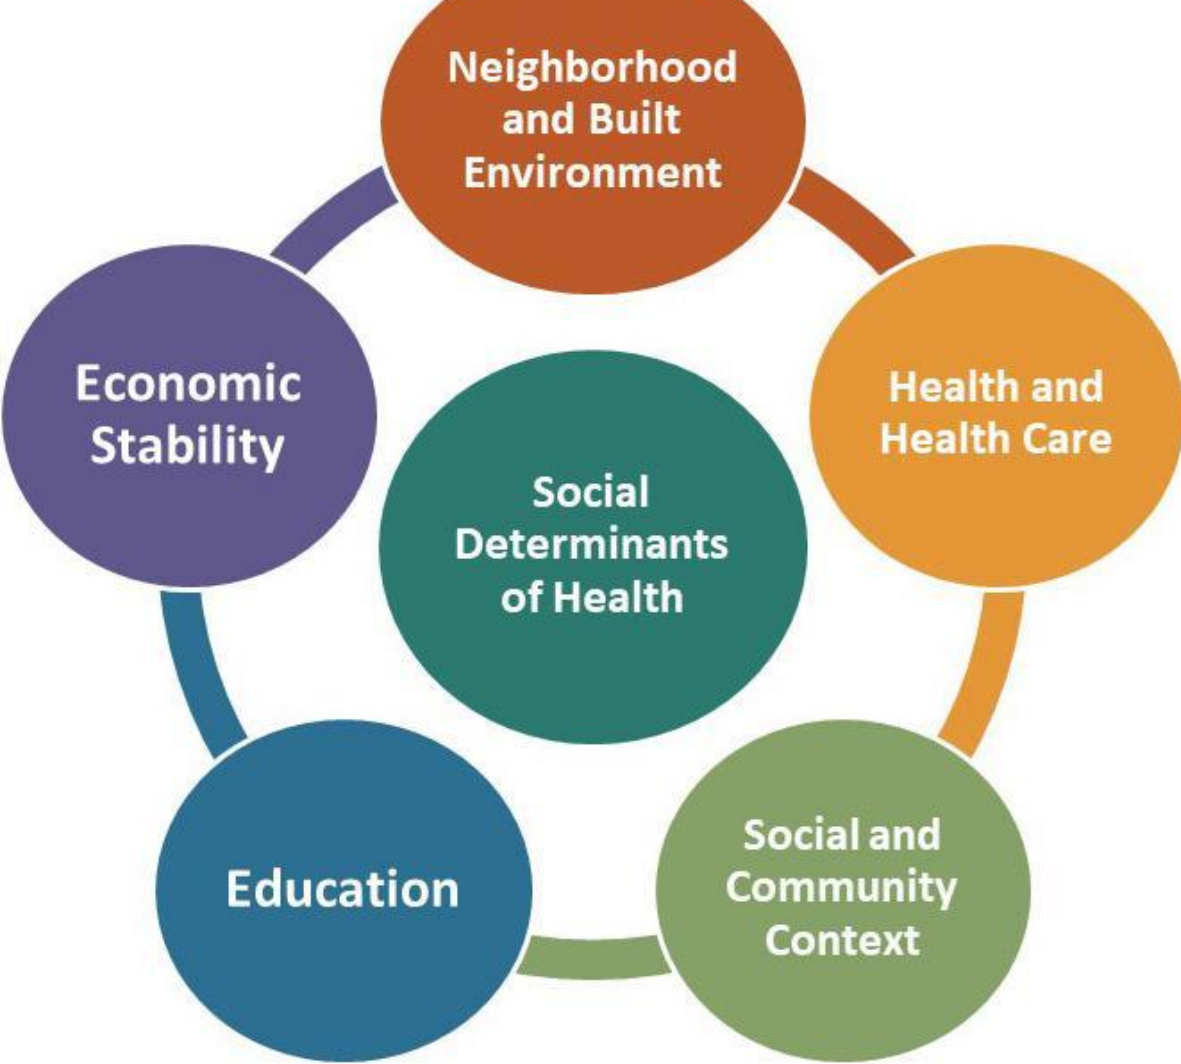 Neighborhood
and Built
Environment
Economic
Stability
Health and
Health Care
Social
Determinants
of Health
Education
Social and
Community
Context